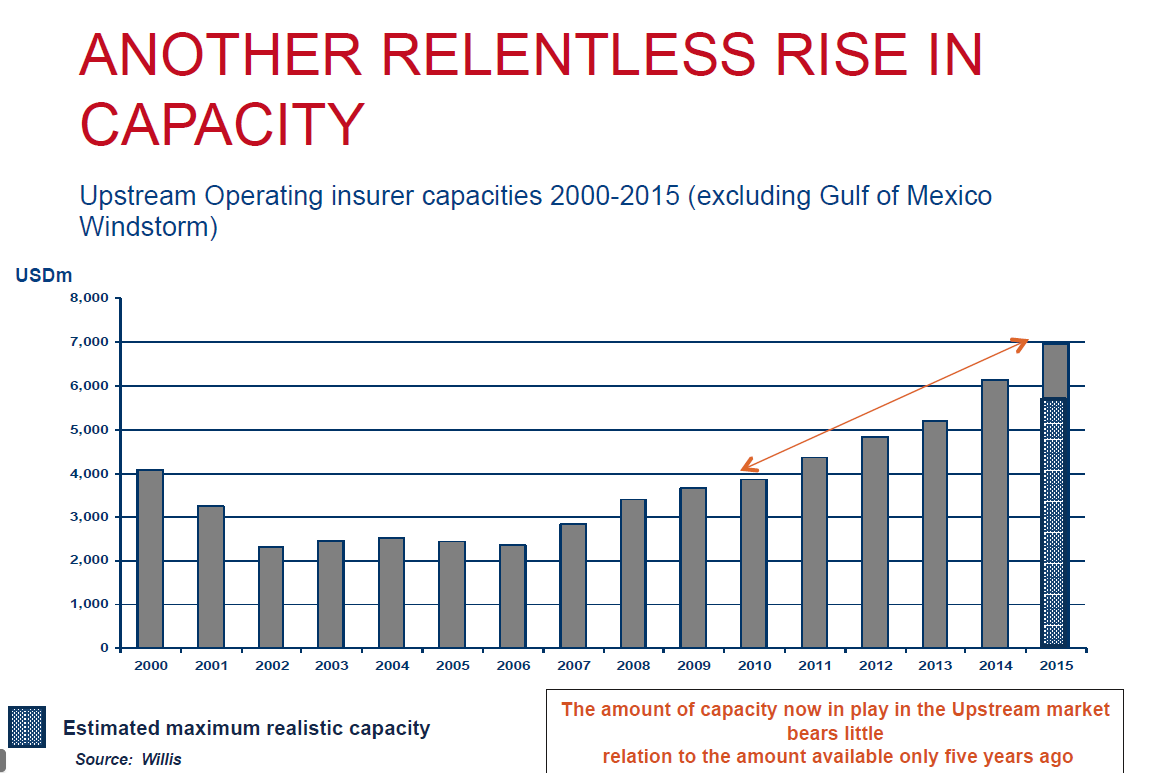 ANOTHER RELENTLESS RISE IN
CAPACITY
Upstream Operating insurer capacities 2000-2015 (excluding Gulf of Mexico
Windstorm)
USDm
8,000
7,000
6,000
5,000
4,000
3,000
2,000
1,000
0
2000 2001 2002 2003 2004 2005 2006 2007 2008 2009 2010 2011 2012 2013 2014 2015
Estimated maximum realistic capacity
Source: Willis
The amount of capacity now in play in the Upstream market
bears little
relation to the amount available only five years ago